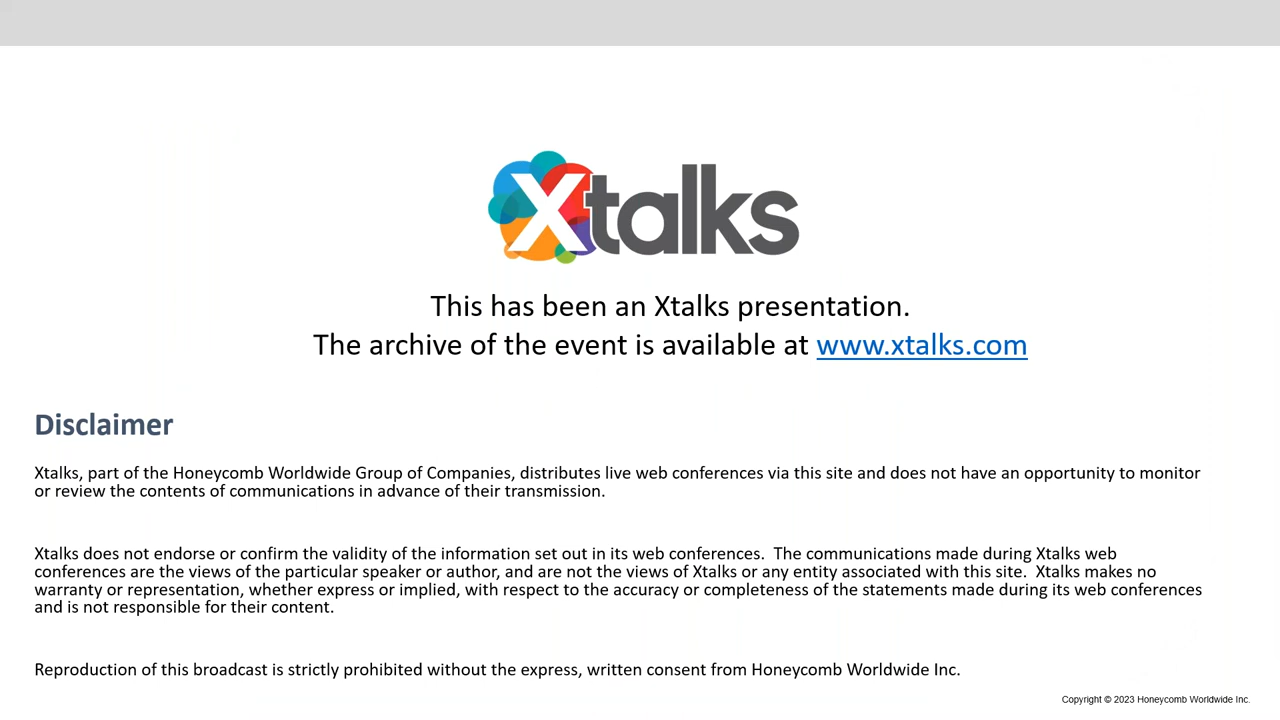 Xtalks
This has been an Xtalks presentation.
The archive of the event is available at www.xtalks.com
Disclaimer
Xtalks, part of the Honeycomb Worldwide Group of Companies, distributes live web conferences via this site and does not have an opportunity to monitor
or review the contents of communications in advance of their transmission.
Xtalks does not endorse or confirm the validity of the information set out in its web conferences.  The communications made during Xtalks web
conferences are the views of the particular speaker or author, and are not the views of Xtalks or any entity associated with this site.  Xtalks makes no
warranty or representation, whether express or implied, with respect to the accuracy or completeness of the statements made during its web conferences
and is not responsible for their content.
Reproduction of this broadcast is strictly prohibited without the express, written consent from Honeycomb Worldwide Inc.
Copyright © 2023 Honeycomb Worldwide Inc.